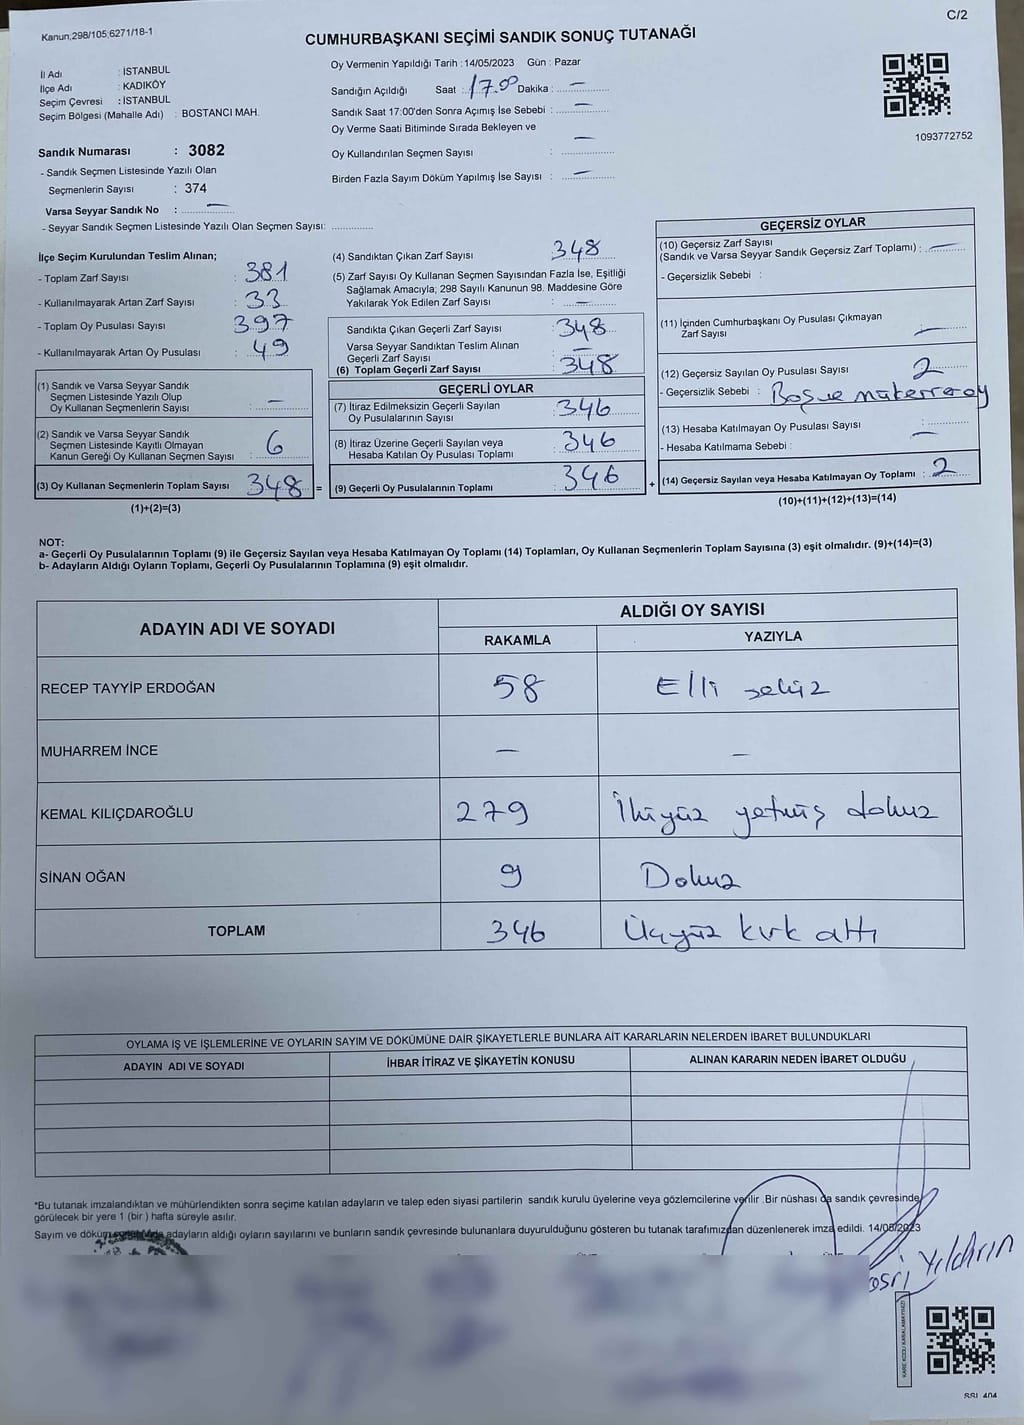 C/2
Kanun,298/105;6271/18-1
CUMHURBAŞKANI SEÇİMİ SANDIK SONUÇ TUTANAĞI
İl Adı : İSTANBUL
İlçe Adı : KADIKÖY
Seçim Çevresi : İSTANBUL
Seçim Bölgesi (Mahalle Adı) : BOSTANCI MAH.
Sandık Numarası : 3082
- Sandık Seçmen Listesinde Yazılı Olan
Seçmenlerin Sayısı : 374
Varsa Seyyar Sandık No : —
- Seyyar Sandık Seçmen Listesinde Yazılı Olan Seçmen Sayısı: ..............
Oy Vermenin Yapıldığı Tarih : 14/05/2023 Gün : Pazar
Sandığın Açıldığı Saat : 17.00 Dakika : —
Sandık Saat 17:00'den Sonra Açımış İse Sebebi : —
Oy Verme Saati Bitiminde Sırada Bekleyen ve
Oy Kullandırılan Seçmen Sayısı : —
Birden Fazla Sayım Döküm Yapılmış İse Sayısı : —
1093772752
İlçe Seçim Kurulundan Teslim Alınan;
- Toplam Zarf Sayısı : 381
- Kullanılmayarak Artan Zarf Sayısı : 33
- Toplam Oy Pusulası Sayısı : 397
- Kullanılmayarak Artan Oy Pusulası : 49
(1) Sandık ve Varsa Seyyar Sandık
Seçmen Listesinde Yazılı Olup
Oy Kullanan Seçmenlerin Sayısı : —
(2) Sandık ve Varsa Seyyar Sandık
Seçmen Listesinde Kayıtlı Olmayan
Kanun Gereği Oy Kullanan Seçmen Sayısı : 6
(3) Oy Kullanan Seçmenlerin Toplam Sayısı 348 =
(1)+(2)=(3)
(4) Sandıktan Çıkan Zarf Sayısı 348
(5) Zarf Sayısı Oy Kullanan Seçmen Sayısından Fazla İse, Eşitliği
Sağlamak Amacıyla; 298 Sayılı Kanunun 98. Maddesine Göre
Yakılarak Yok Edilen Zarf Sayısı : —
Sandıkta Çıkan Geçerli Zarf Sayısı : 348
Varsa Seyyar Sandıktan Teslim Alınan
Geçerli Zarf Sayısı : —
(6) Toplam Geçerli Zarf Sayısı : 348
GEÇERLİ OYLAR
(7) İtiraz Edilmeksizin Geçerli Sayılan
Oy Pusulasının Sayısı : 346
(8) İtiraz Üzerine Geçerli Sayılan veya
Hesaba Katılan Oy Pusulası Toplamı : 346
(9) Geçerli Oy Pusulalarının Toplamı : 346 +
GEÇERSİZ OYLAR
(10) Geçersiz Zarf Sayısı
(Sandık ve Varsa Seyyar Sandık Geçersiz Zarf Toplamı) : —
- Geçersizlik Sebebi :
(11) İçinden Cumhurbaşkanı Oy Pusulası Çıkmayan
Zarf Sayısı : —
(12) Geçersiz Sayılan Oy Pusulası Sayısı 2
- Geçersizlik Sebebi : Boş ve mükerrer oy
(13) Hesaba Katılmayan Oy Pusulası Sayısı : —
- Hesaba Katılmama Sebebi :
(14) Geçersiz Sayılan veya Hesaba Katılmayan Oy Toplamı : 2
(10)+(11)+(12)+(13)=(14)
NOT:
a- Geçerli Oy Pusulalarının Toplamı (9) ile Geçersiz Sayılan veya Hesaba Katılmayan Oy Toplamı (14) Toplamları, Oy Kullanan Seçmenlerin Toplam Sayısına (3) eşit olmalıdır. (9)+(14)=(3)
b- Adayların Aldığı Oyların Toplamı, Geçerli Oy Pusulalarının Toplamına (9) eşit olmalıdır.
ADAYIN ADI VE SOYADI ALDIĞI OY SAYISI
RAKAMLA YAZIYLA
RECEP TAYYİP ERDOĞAN 58 Elli sekiz
MUHARREM İNCE — —
KEMAL KILIÇDAROĞLU 279 İkiyüz yetmiş dokuz
SİNAN OĞAN 9 Dokuz
TOPLAM 346 Üçyüz kırk altı
OYLAMA İŞ VE İŞLEMLERİNE VE OYLARIN SAYIM VE DÖKÜMÜNE DAİR ŞİKAYETLERLE BUNLARA AİT KARARLARIN NELERDEN İBARET BULUNDUKLARI
ADAYIN ADI VE SOYADI İHBAR İTİRAZ VE ŞİKAYETİN KONUSU ALINAN KARARIN NEDEN İBARET OLDUĞU
*Bu tutanak imzalandıktan ve mühürlendikten sonra seçime katılan adayların ve talep eden siyasi partilerin sandık kurulu üyelerine veya gözlemcilerine verilir .Bir nüshası da sandık çevresinde
görülecek bir yere 1 (bir ) hafta süreyle asılır.
Sayım ve döküm adayların aldığı oyların sayılarını ve bunların sandık çevresinde bulunanlara duyurulduğunu gösteren bu tutanak tarafımızdan düzenlenerek imza edildi. 14/05/2023
Yıldırım
KARE KODU KARALAMAYINIZ!